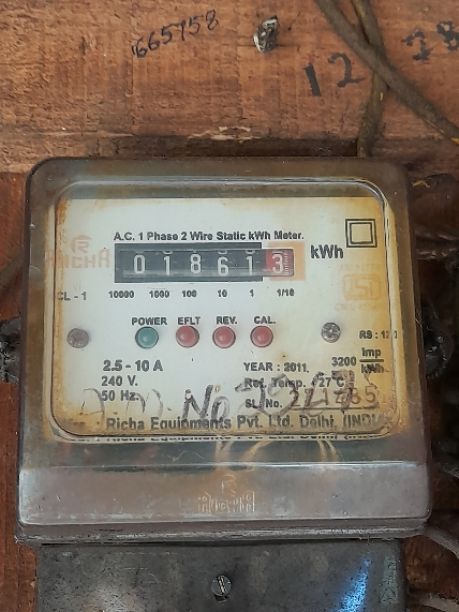 665758
12
RICHA
A.C. 1 Phase 2 Wire Static kWh Meter.
018613 kWh
CL - 1 10000 1000 100 10 1 1/10
POWER EFLT REV. CAL.
2.5 - 10 A YEAR : 2011 3200 imp/kWh
240 V. Ref. Temp. 27°C
50 Hz. SL. No.
No
Richa Equipments Pvt. Ltd. Delhi, (INDI